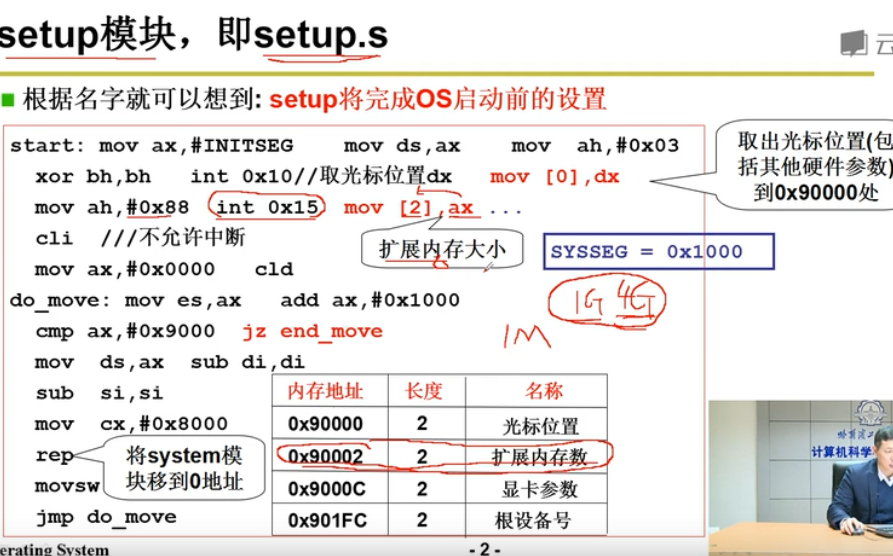 setup模块，即setup.s
云
根据名字就可以想到: setup将完成OS启动前的设置
start: mov ax,#INITSEG mov ds,ax mov ah,#0x03
xor bh,bh int 0x10//取光标位置dx mov [0],dx
mov ah,#0x88 int 0x15 mov [2],ax ...
cli ///不允许中断
mov ax,#0x0000 cld
do_move: mov es,ax add ax,#0x1000
cmp ax,#0x9000 jz end_move
mov ds,ax sub di,di
sub si,si
mov cx,#0x8000
rep
movsw
jmp do_move
取出光标位置(包
括其他硬件参数)
到0x90000处
扩展内存大小
SYSSEG = 0x1000
1G 4G
1M
将system模
块移到0地址
内存地址 长度 名称
0x90000 2 光标位置
0x90002 2 扩展内存数
0x9000C 2 显卡参数
0x901FC 2 根设备号
计算机科学
erating System
- 2 -